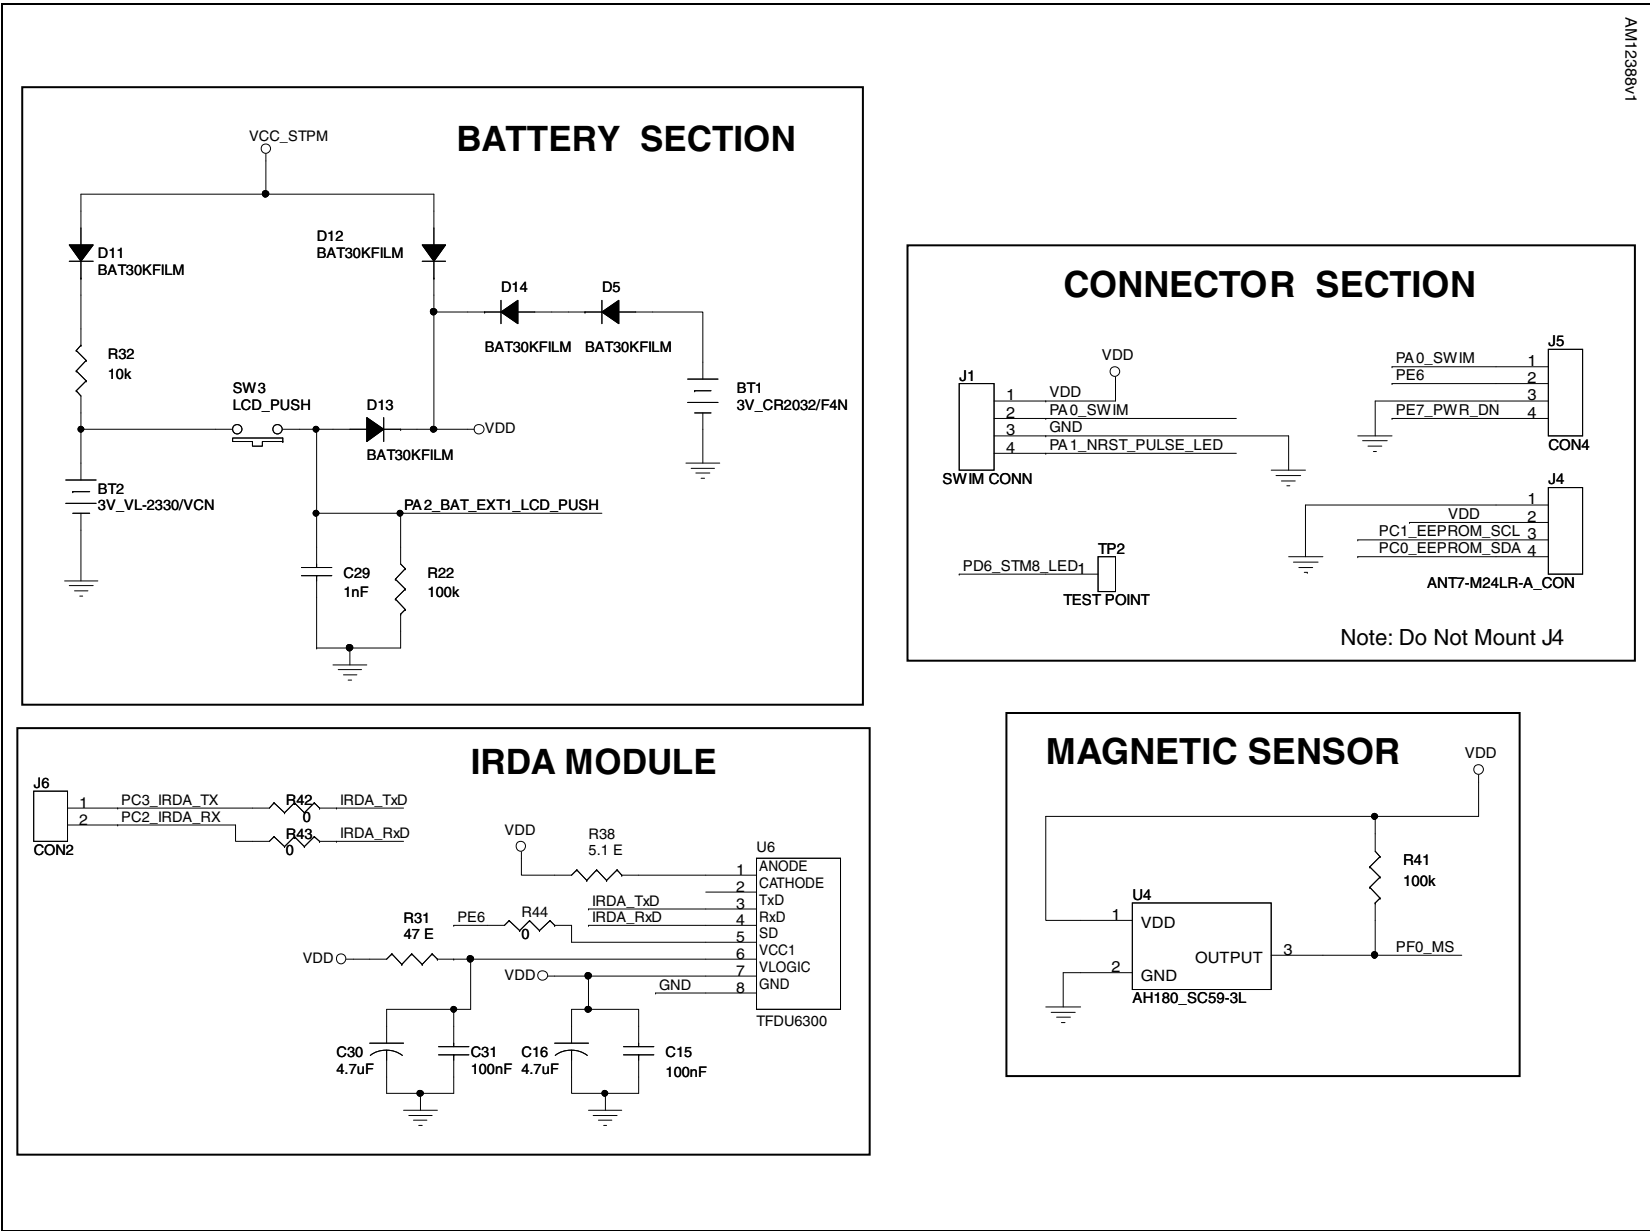 AM12388v1
BATTERY SECTION
VCC_STPM
D11
BAT30KFILM
D12
BAT30KFILM
D14
BAT30KFILM
D5
BAT30KFILM
R32
10k
SW3
LCD_PUSH
D13
BAT30KFILM
VDD
BT1
3V_CR2032/F4N
BT2
3V_VL-2330/VCN
PA2_BAT_EXT1_LCD_PUSH
C29
1nF
R22
100k
CONNECTOR SECTION
J1
VDD
1 VDD
2 PA0_SWIM
3 GND
4 PA1_NRST_PULSE_LED
SWIM CONN
J5
PA0_SWIM 1
PE6 2
3
PE7_PWR_DN 4
CON4
J4
1
VDD 2
PC1_EEPROM_SCL 3
PC0_EEPROM_SDA 4
ANT7-M24LR-A_CON
TP2
PD6_STM8_LED 1
TEST POINT
Note: Do Not Mount J4
IRDA MODULE
J6
1 PC3_IRDA_TX R42 0 IRDA_TxD
2 PC2_IRDA_RX R43 0 IRDA_RxD
CON2
VDD
R38
5.1 E
U6
1 ANODE
2 CATHODE
IRDA_TxD 3 TxD
IRDA_RxD 4 RxD
PE6 R44 0 5 SD
R31
47 E
VDD 6 VCC1
VDD 7 VLOGIC
GND 8 GND
TFDU6300
C30
4.7uF
C31
100nF
C16
4.7uF
C15
100nF
MAGNETIC SENSOR
VDD
R41
100k
U4
1 VDD
OUTPUT 3 PF0_MS
2 GND
AH180_SC59-3L